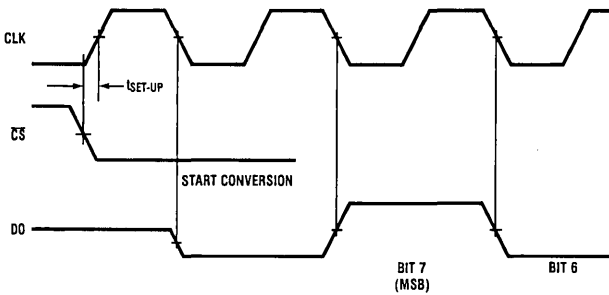 CLK
tSET-UP
CS
START CONVERSION
DO
BIT 7
(MSB)
BIT 6